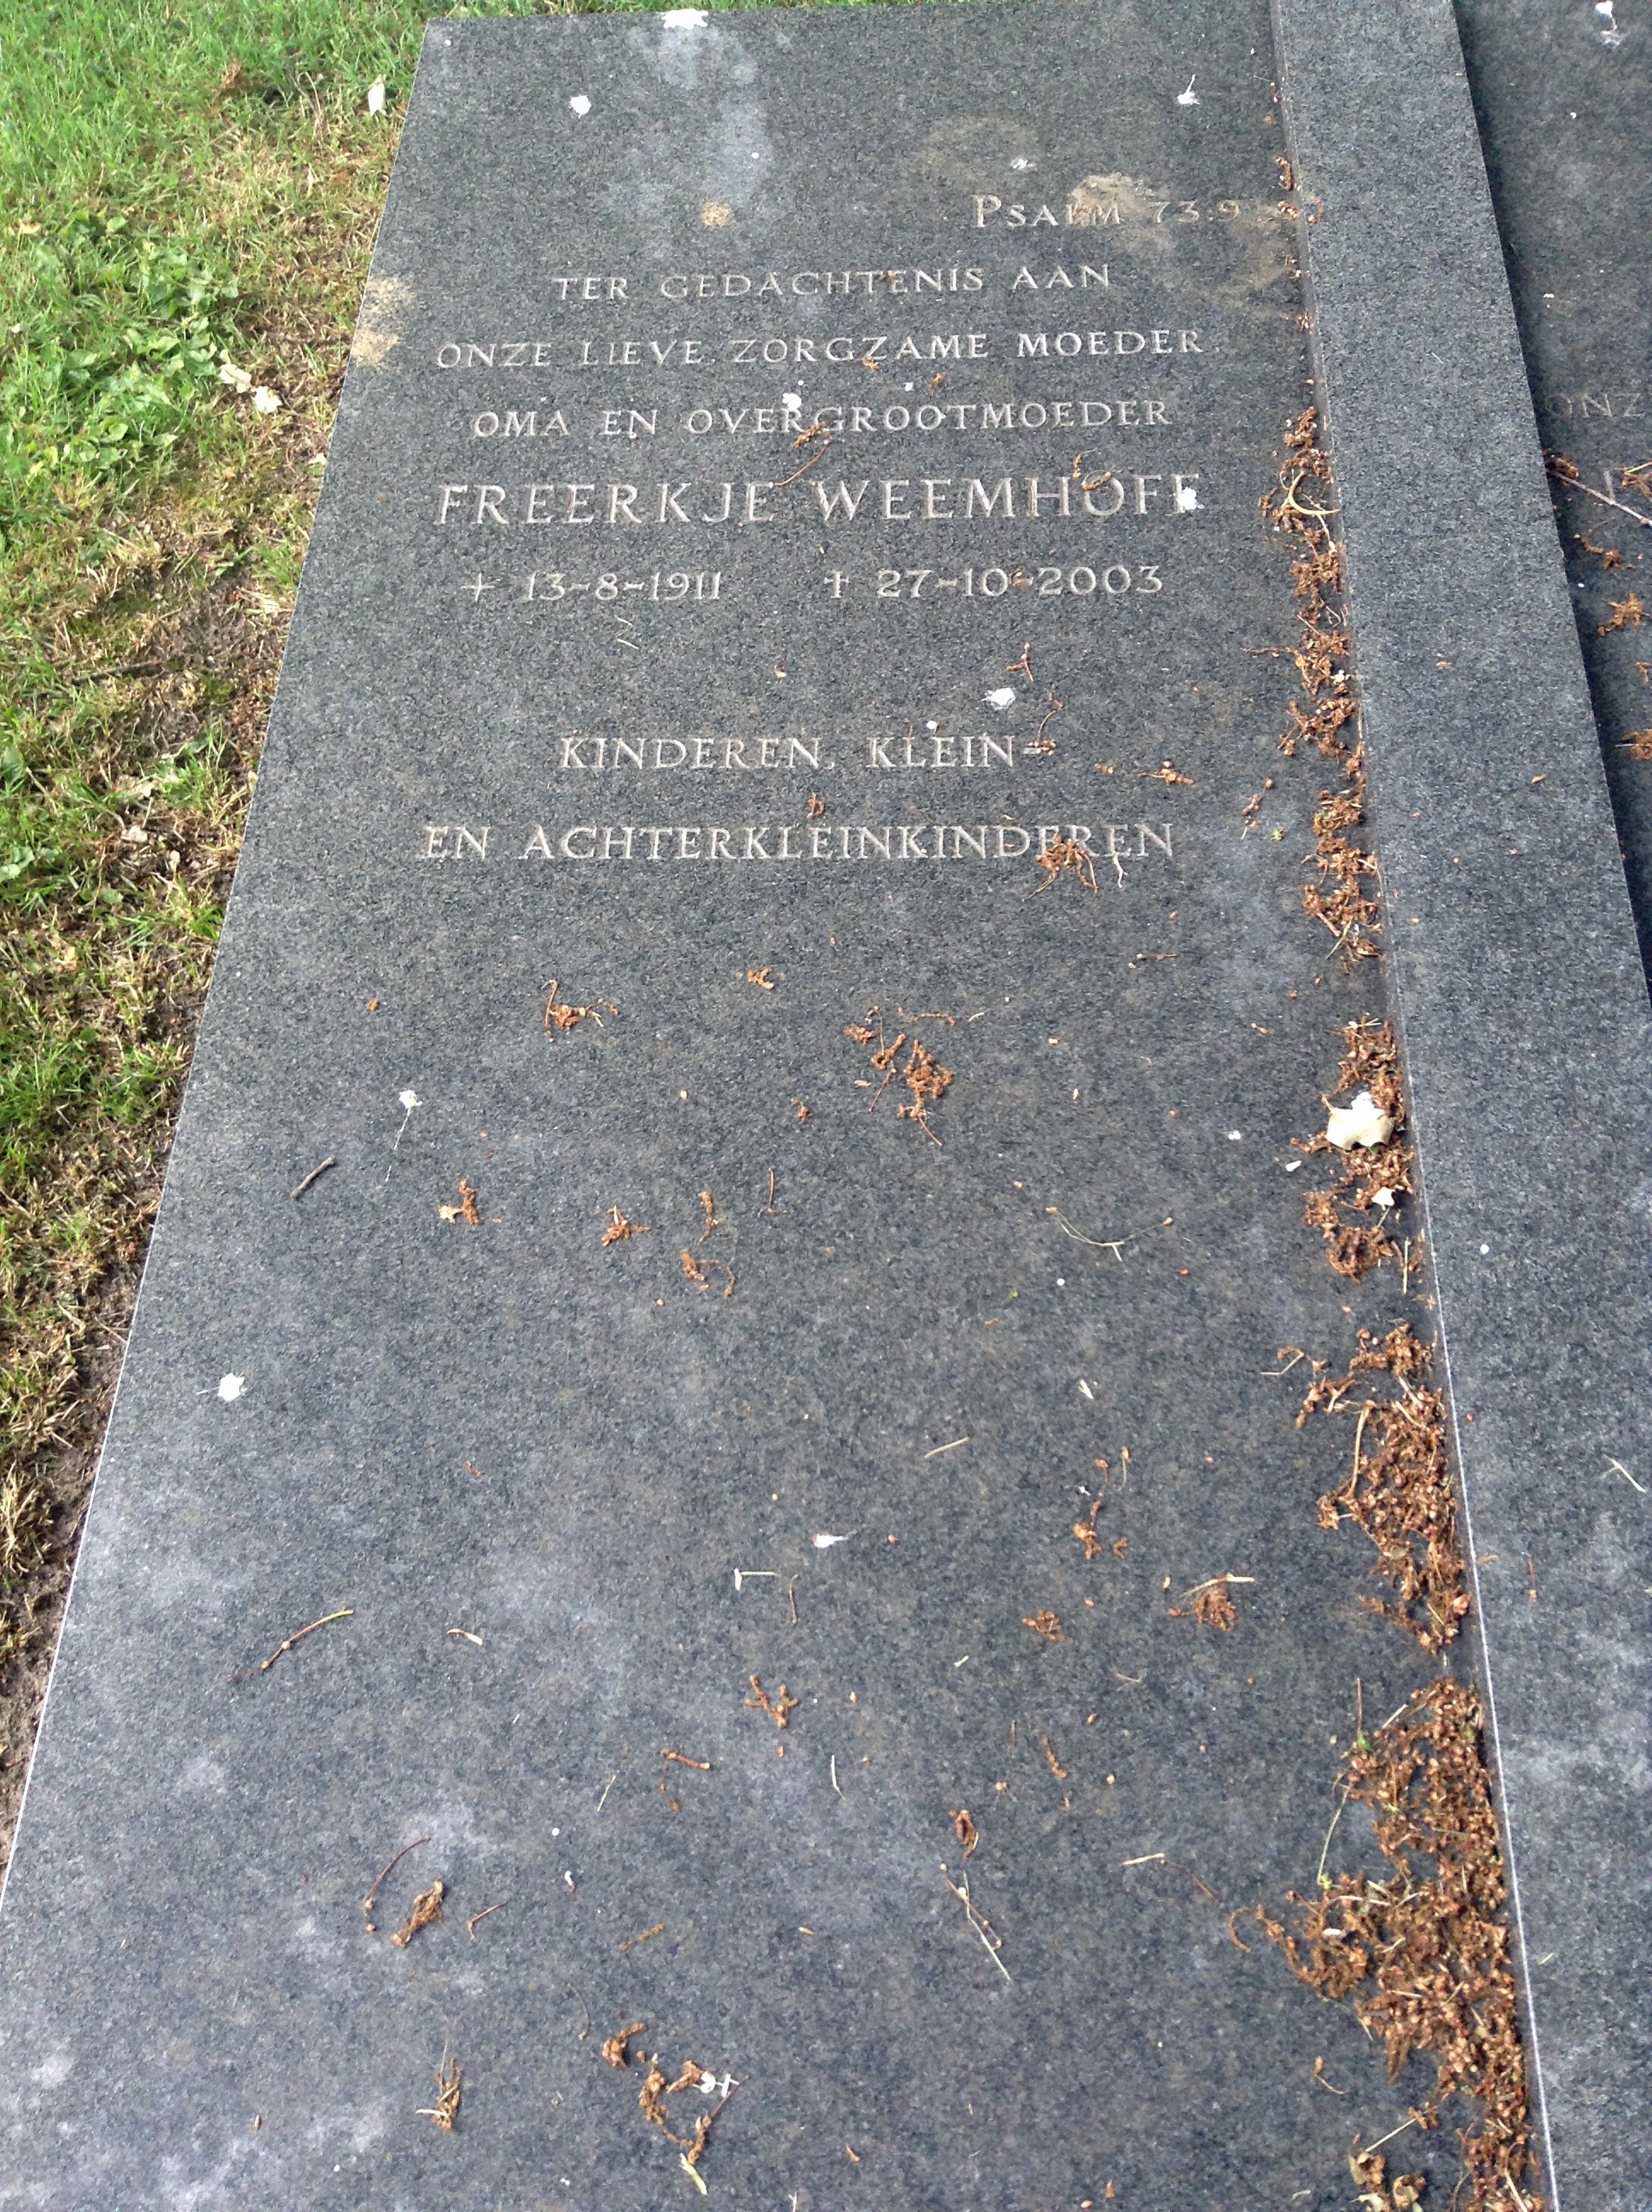 PSALM 73:9
TER GEDACHTENIS AAN
ONZE LIEVE, ZORGZAME MOEDER
OMA EN OVERGROOTMOEDER
FREERKJE WEEMHOFF
+ 13-8-1911 † 27-10-2003
KINDEREN, KLEIN-
EN ACHTERKLEINKINDEREN
ONZ